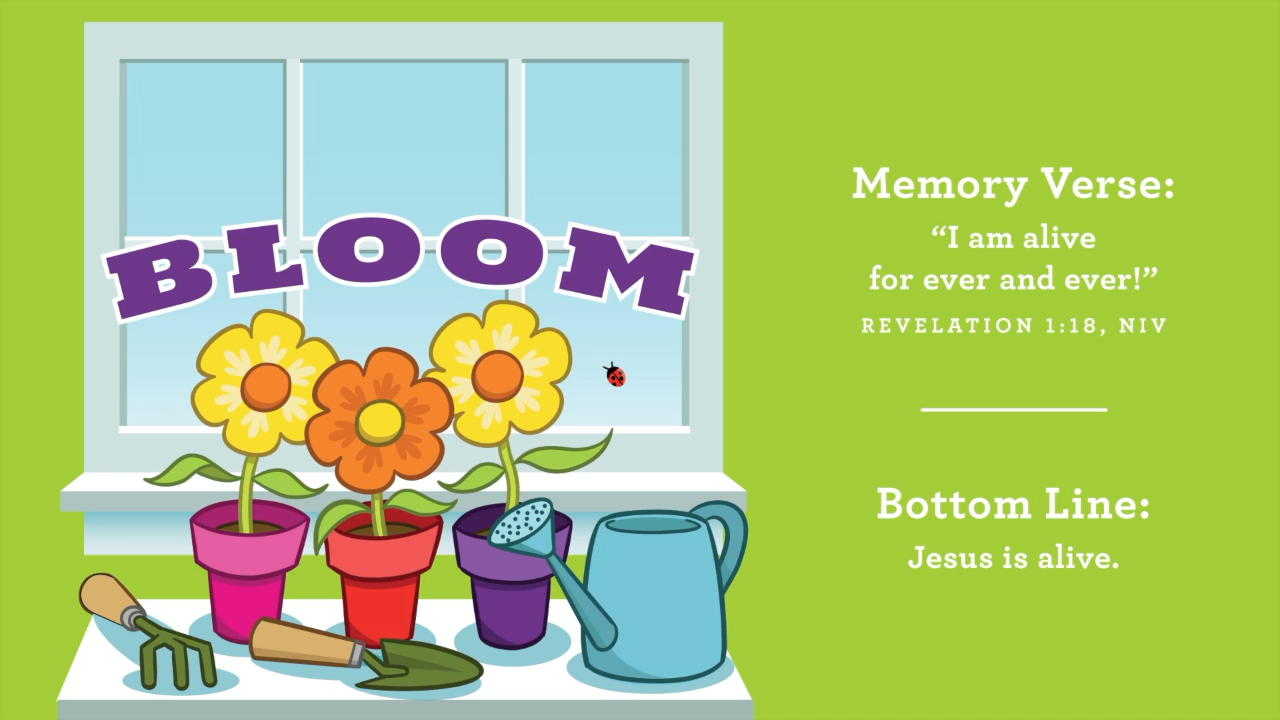 BLOOM
Memory Verse:
“I am alive
for ever and ever!”
REVELATION 1:18, NIV
Bottom Line:
Jesus is alive.